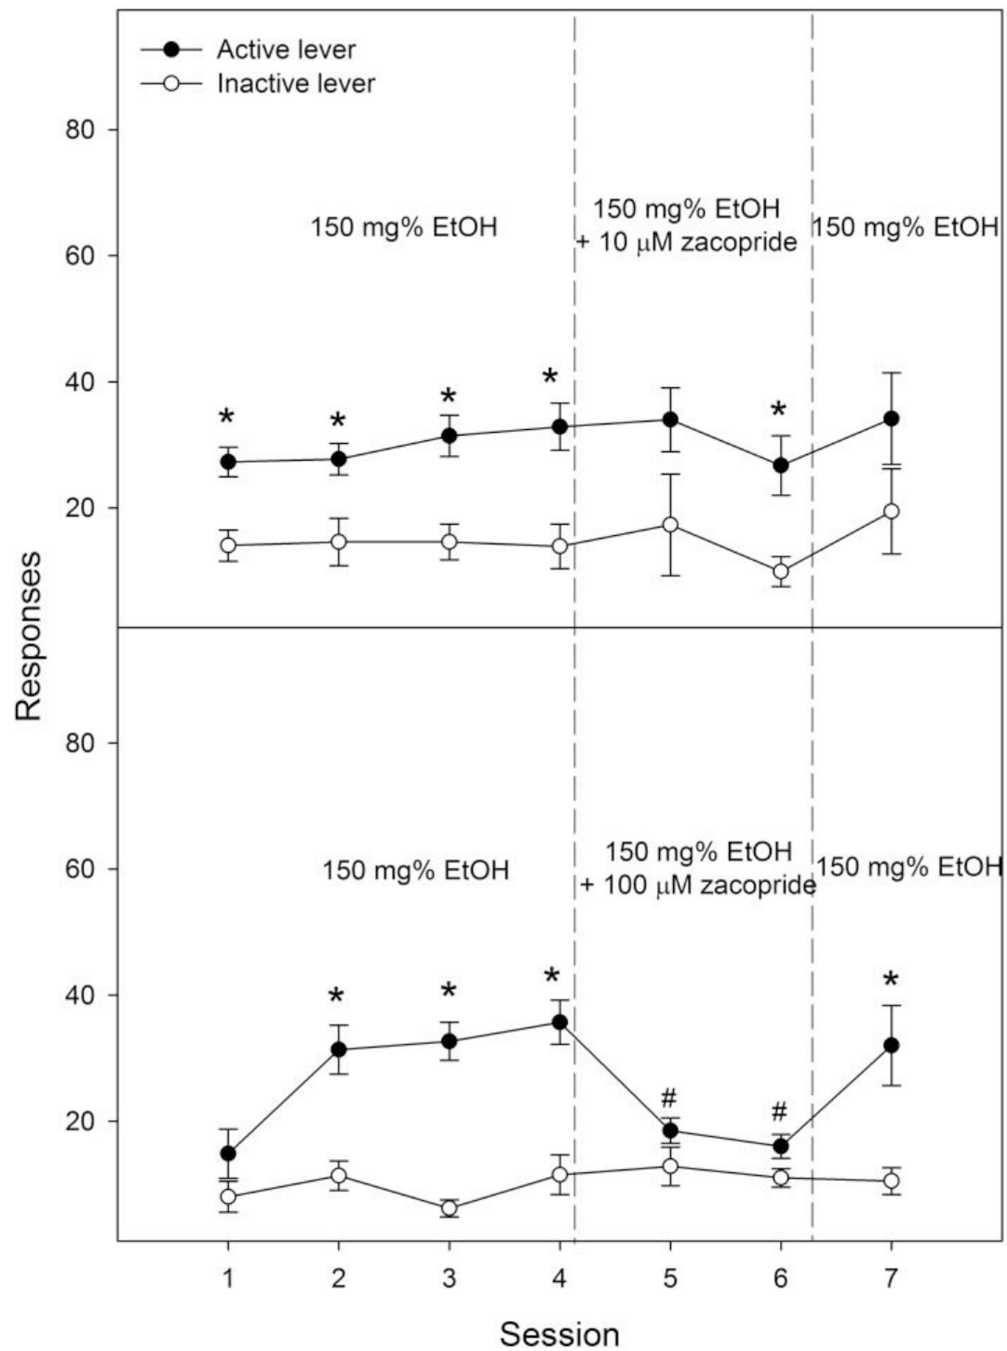 Active lever
Inactive lever
80
60
40
20
150 mg% EtOH
150 mg% EtOH
+ 10 μM zacopride
150 mg% EtOH
* * * * *
Responses
80
60
40
20
150 mg% EtOH
150 mg% EtOH
+ 100 μM zacopride
150 mg% EtOH
* * * # # *
1 2 3 4 5 6 7
Session